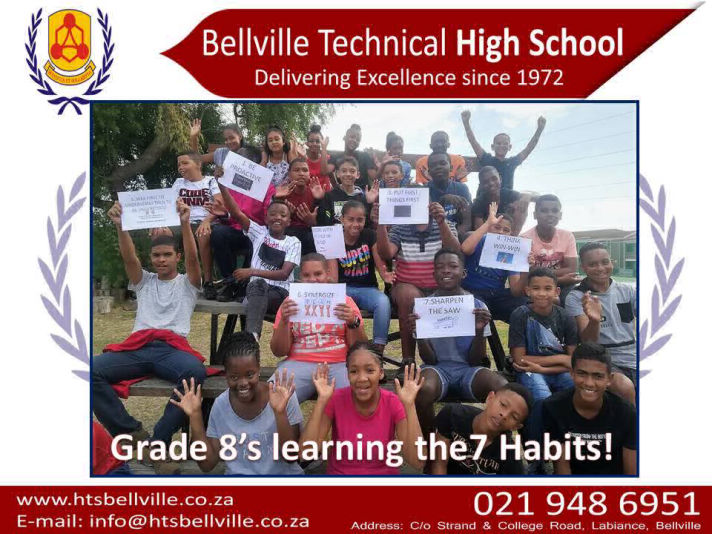 Bellville Technical High School
Delivering Excellence since 1972
1. BE
PROACTIVE
3. PUT FIRST
THINGS FIRST
4. THINK
WIN-WIN
6. SYNERGIZE
7. SHARPEN
THE SAW
SUPER
STAR
Grade 8's learning the7 Habits!
www.htsbellville.co.za
021 948 6951
E-mail: info@htsbellville.co.za
Address: C/o Strand & College Road, Labiance, Bellville